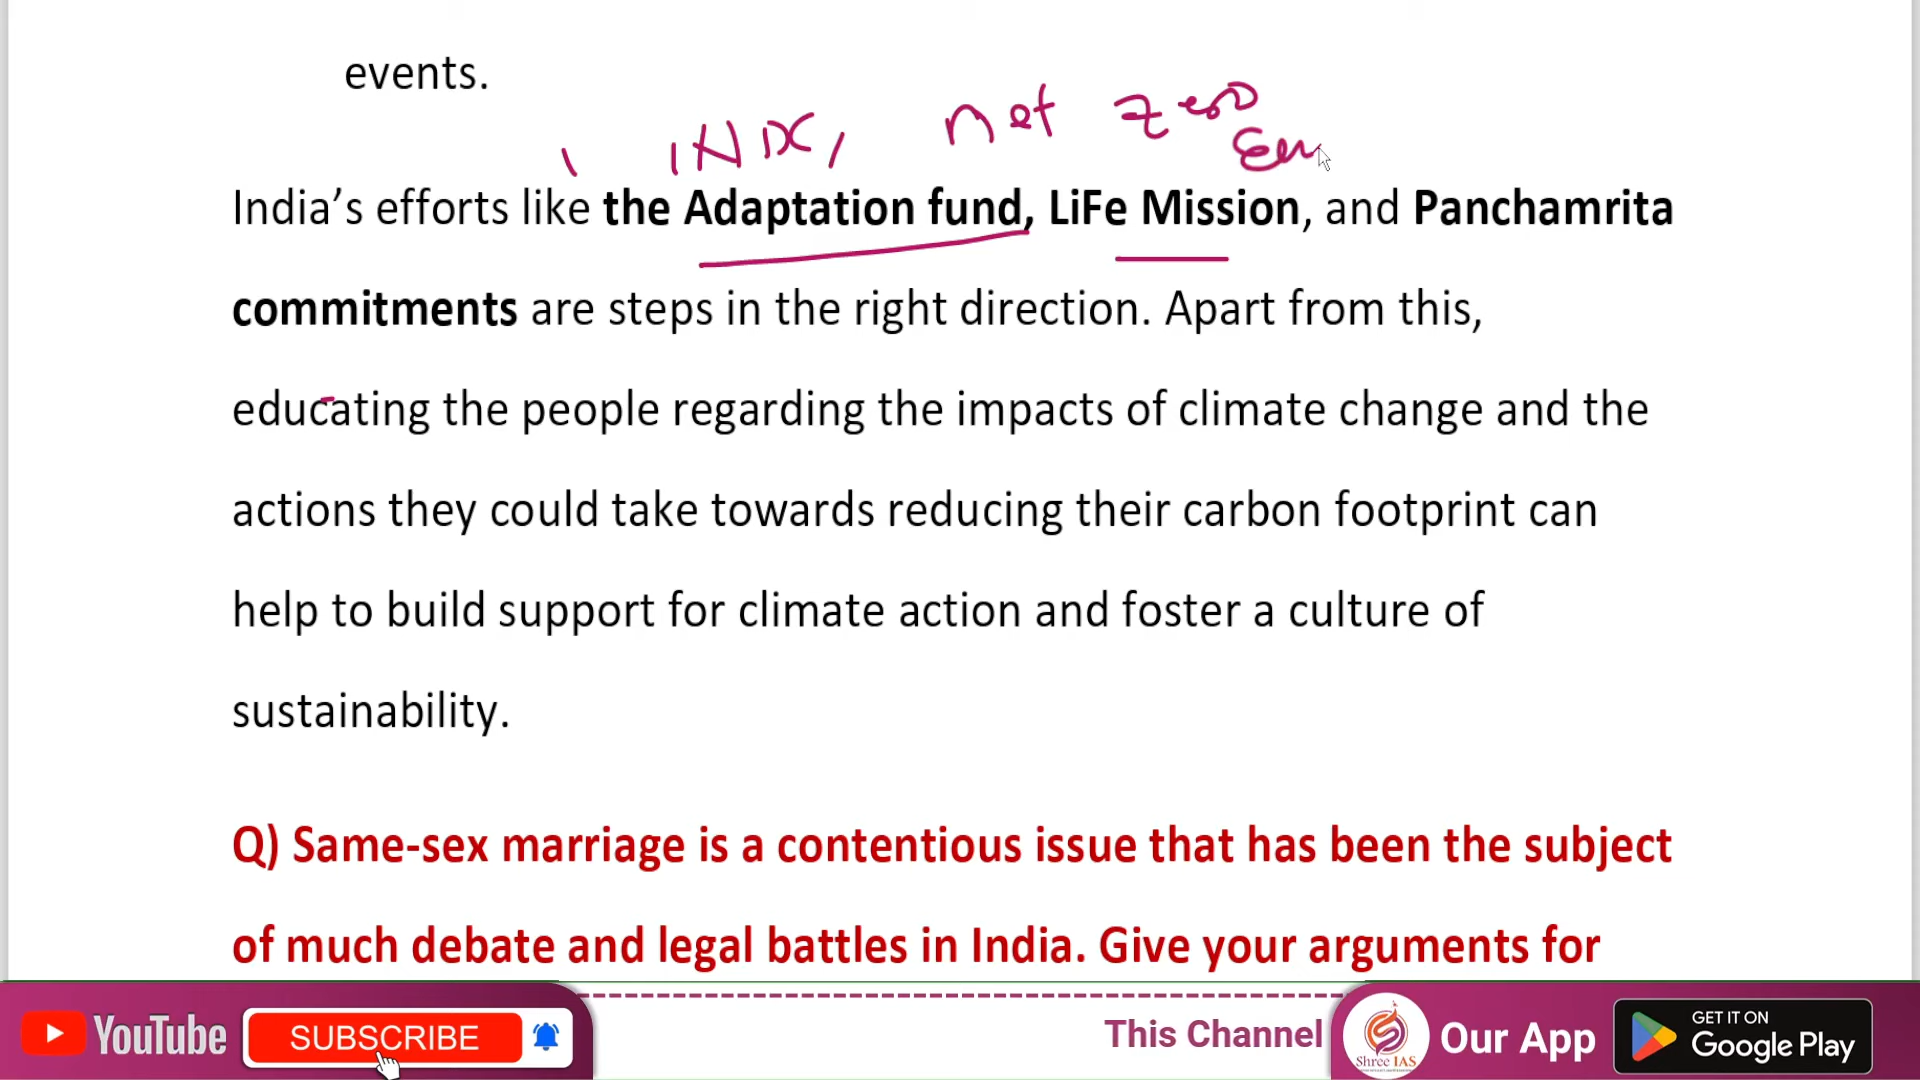 events.
INDC, net zero
India’s efforts like the Adaptation fund, LiFe Mission, and Panchamrita
commitments are steps in the right direction. Apart from this,
educating the people regarding the impacts of climate change and the
actions they could take towards reducing their carbon footprint can
help to build support for climate action and foster a culture of
sustainability.
Q) Same-sex marriage is a contentious issue that has been the subject
of much debate and legal battles in India. Give your arguments for
YouTube SUBSCRIBE This Channel Shree IAS Our App GET IT ON Google Play